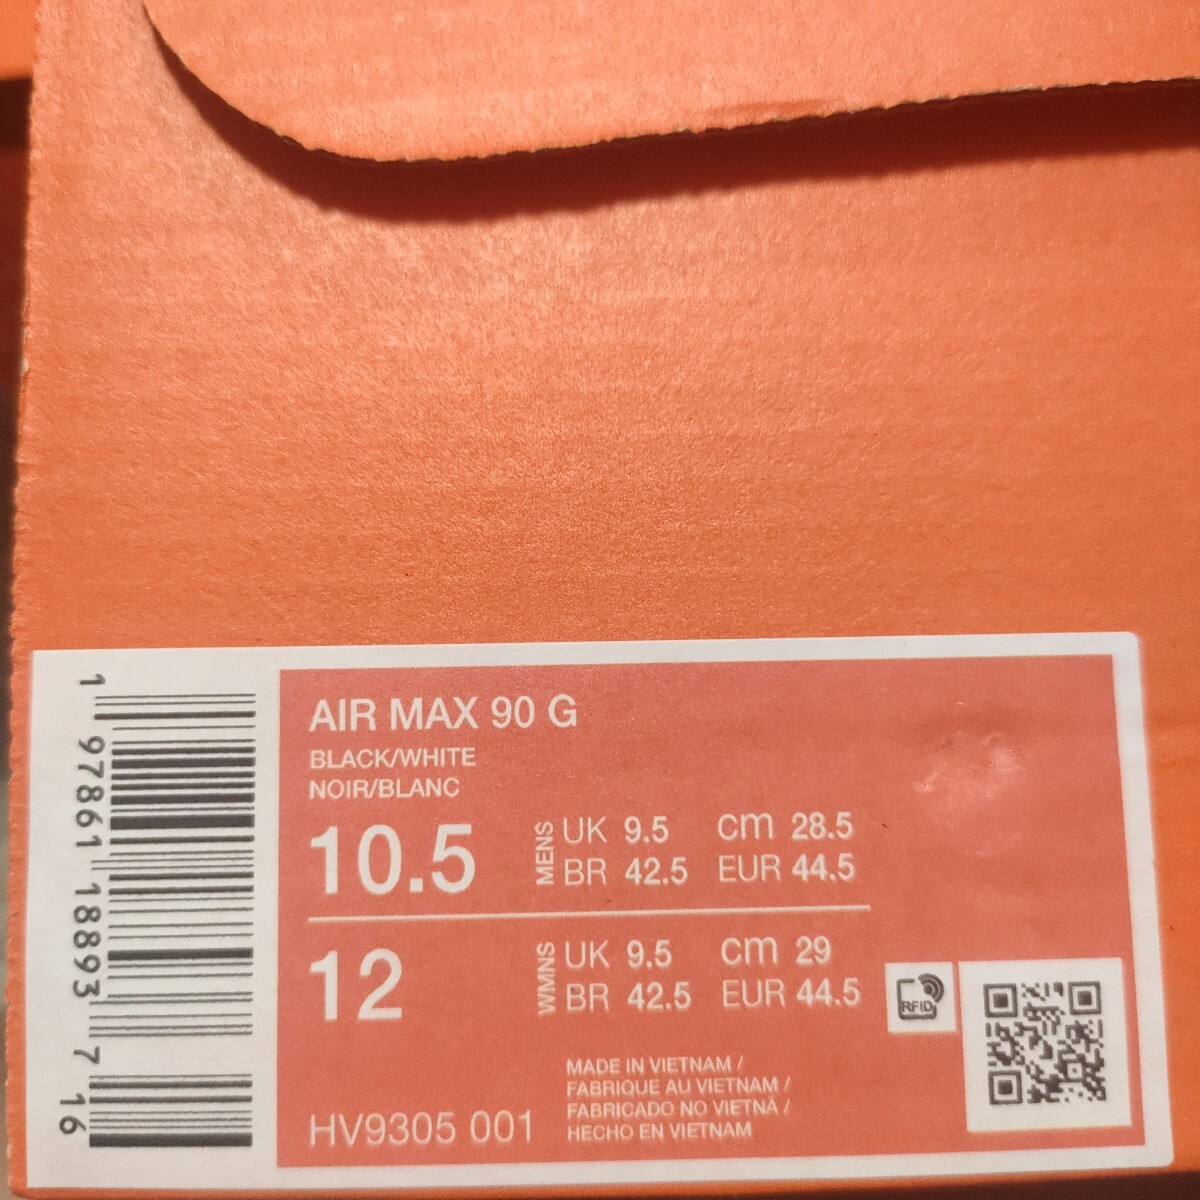 AIR MAX 90 G
BLACK/WHITE
NOIR/BLANC
10.5
MENS
UK 9.5 cm 28.5
BR 42.5 EUR 44.5
12
WMNS
UK 9.5 cm 29
BR 42.5 EUR 44.5
RFID
MADE IN VIETNAM /
FABRIQUE AU VIETNAM /
FABRICADO NO VIETNÃ /
HECHO EN VIETNAM
HV9305 001
1 97861 18893 7 16